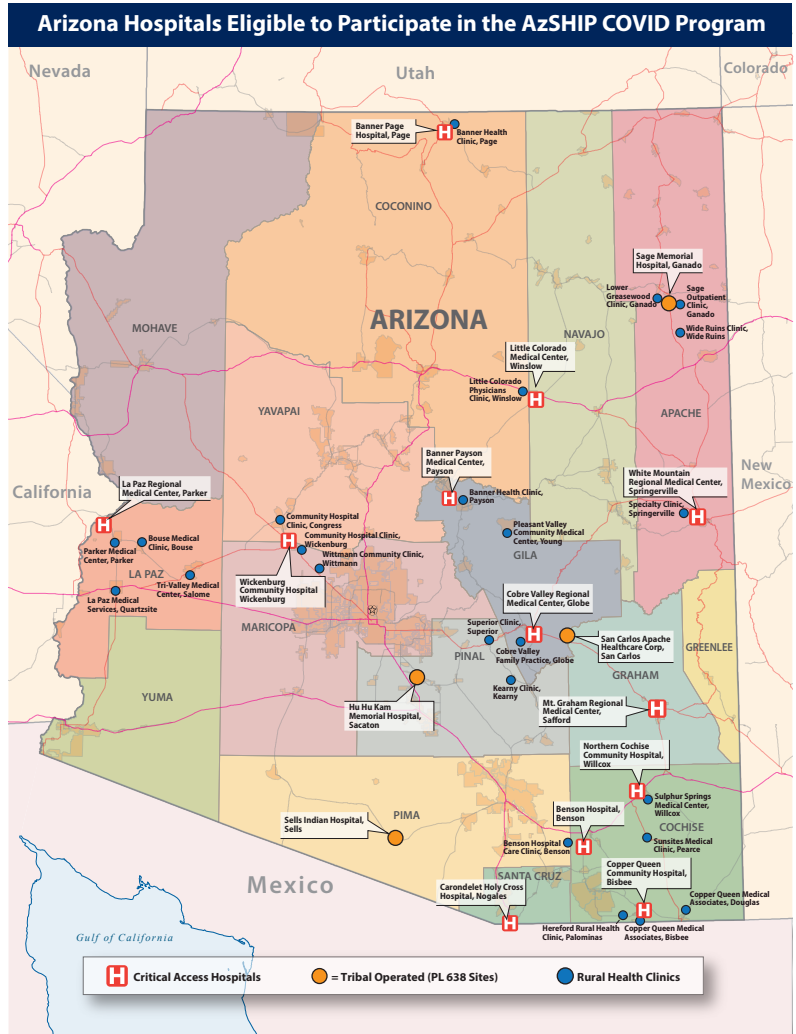 Arizona Hospitals Eligible to Participate in the AzSHIP COVID Program
Nevada
Utah
Colorado
Banner Page
Hospital, Page
Banner Health
Clinic, Page
COCONINO
Sage Memorial
Hospital, Ganado
Lower
Greasewood
Clinic, Ganado
Sage
Outpatient
Clinic,
Ganado
Wide Ruins Clinic,
Wide Ruins
MOHAVE
ARIZONA
NAVAJO
Little Colorado
Medical Center,
Winslow
Little Colorado
Physicians
Clinic, Winslow
YAVAPAI
APACHE
Banner Payson
Medical Center,
Payson
Banner Health Clinic,
Payson
White Mountain
Regional Medical Center,
Springerville
Specialty Clinic,
Springerville
New
Mexico
California
La Paz Regional
Medical Center, Parker
Community Hospital
Clinic, Congress
Community Hospital Clinic,
Wickenburg
Wittmann Community Clinic,
Wittmann
Pleasant Valley
Community Medical
Center, Young
GILA
Parker Medical
Center, Parker
Bouse Medical
Clinic, Bouse
LA PAZ
Tri-Valley Medical
Center, Salome
La Paz Medical
Services, Quartzsite
Wickenburg
Community Hospital
Wickenburg
Cobre Valley Regional
Medical Center, Globe
MARICOPA
Superior Clinic,
Superior
PINAL
Cobre Valley
Family Practice, Globe
San Carlos Apache
Healthcare Corp,
San Carlos
GREENLEE
GRAHAM
Kearny Clinic,
Kearny
YUMA
Hu Hu Kam
Memorial Hospital,
Sacaton
Mt. Graham Regional
Medical Center,
Safford
Northern Cochise
Community Hospital,
Willcox
Sulphur Springs
Medical Center,
Willcox
PIMA
Sells Indian Hospital,
Sells
Benson Hospital,
Benson
COCHISE
Benson Hospital
Care Clinic, Benson
Sunsites Medical
Clinic, Pearce
Copper Queen
Community Hospital,
Bisbee
SANTA CRUZ
Mexico
Carondelet Holy Cross
Hospital, Nogales
Copper Queen Medical
Associates, Douglas
Hereford Rural Health
Clinic, Palominas
Copper Queen Medical
Associates, Bisbee
Gulf of California
H Critical Access Hospitals
= Tribal Operated (PL 638 Sites)
Rural Health Clinics